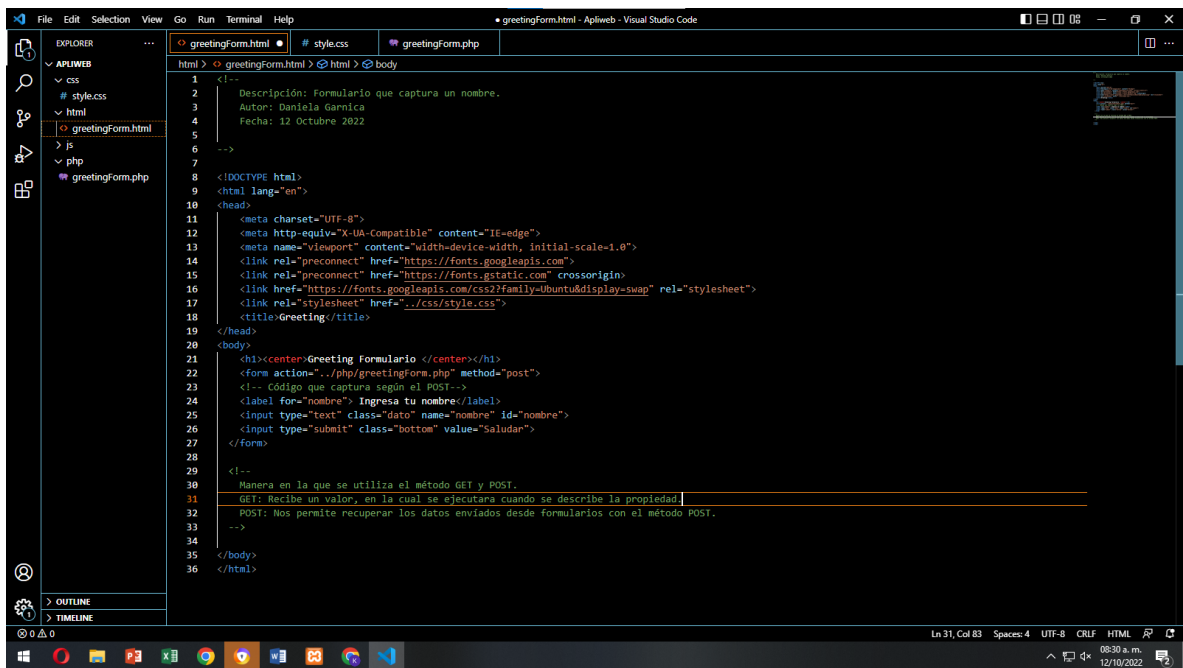 File Edit Selection View Go Run Terminal Help
● greetingForm.html - Apliweb - Visual Studio Code
EXPLORER ...
APLIWEB
css
# style.css
html
<> greetingForm.html
js
php
greetingForm.php
OUTLINE
TIMELINE
<> greetingForm.html ●
# style.css
greetingForm.php
html > <> greetingForm.html > html > body
1 <!--
2 Descripción: Formulario que captura un nombre.
3 Autor: Daniela Garnica
4 Fecha: 12 Octubre 2022
5
6 -->
7
8 <!DOCTYPE html>
9 <html lang="en">
10 <head>
11 <meta charset="UTF-8">
12 <meta http-equiv="X-UA-Compatible" content="IE=edge">
13 <meta name="viewport" content="width=device-width, initial-scale=1.0">
14 <link rel="preconnect" href="https://fonts.googleapis.com">
15 <link rel="preconnect" href="https://fonts.gstatic.com" crossorigin>
16 <link href="https://fonts.googleapis.com/css2?family=Ubuntu&display=swap" rel="stylesheet">
17 <link rel="stylesheet" href="../css/style.css">
18 <title>Greeting</title>
19 </head>
20 <body>
21 <h1><center>Greeting Formulario </center></h1>
22 <form action="../php/greetingForm.php" method="post">
23 <!-- Código que captura según el POST-->
24 <label for="nombre"> Ingresa tu nombre</label>
25 <input type="text" class="dato" name="nombre" id="nombre">
26 <input type="submit" class="bottom" value="Saludar">
27 </form>
28
29 <!--
30 Manera en la que se utiliza el método GET y POST.
31 GET: Recibe un valor, en la cual se ejecutara cuando se describe la propiedad.
32 POST: Nos permite recuperar los datos envíados desde formularios con el método POST.
33 -->
34
35 </body>
36 </html>
0 0
Ln 31, Col 83 Spaces: 4 UTF-8 CRLF HTML
08:30 a. m.
12/10/2022